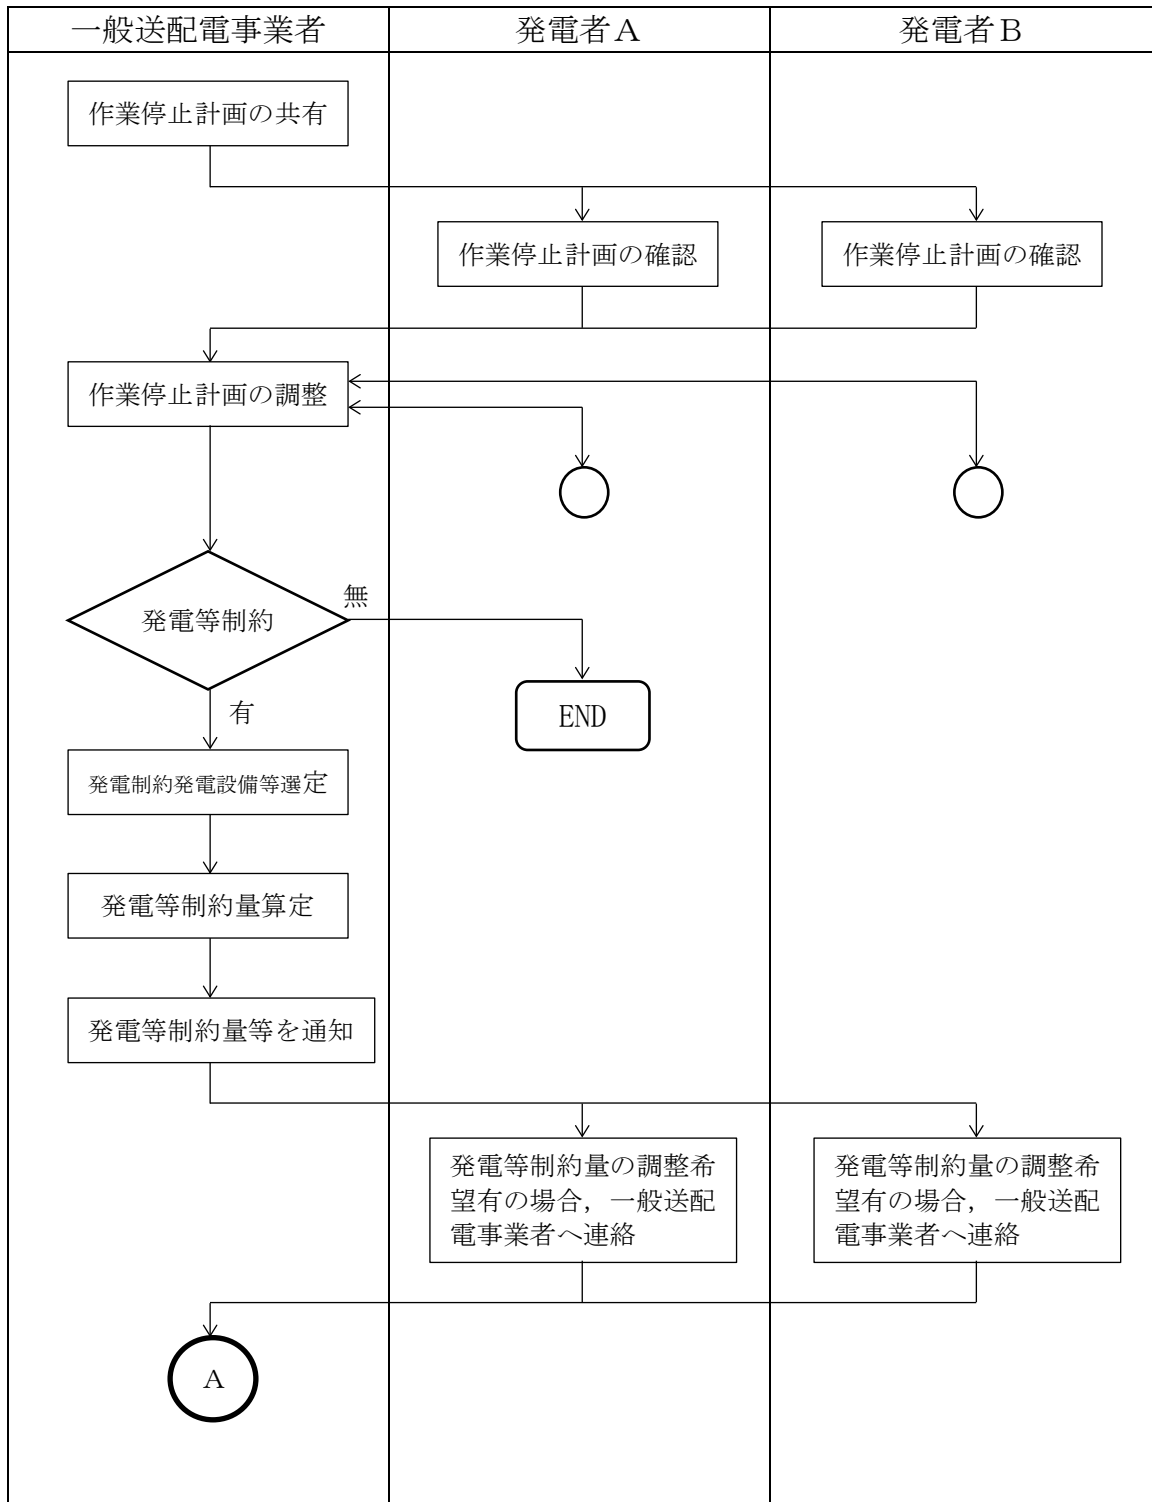 一般送配電事業者
発電者A
発電者B
作業停止計画の共有
作業停止計画の確認
作業停止計画の確認
作業停止計画の調整
発電等制約
無
END
有
発電制約発電設備等選定
発電等制約量算定
発電等制約量等を通知
発電等制約量の調整希
望有の場合，一般送配
電事業者へ連絡
発電等制約量の調整希
望有の場合，一般送配
電事業者へ連絡
A